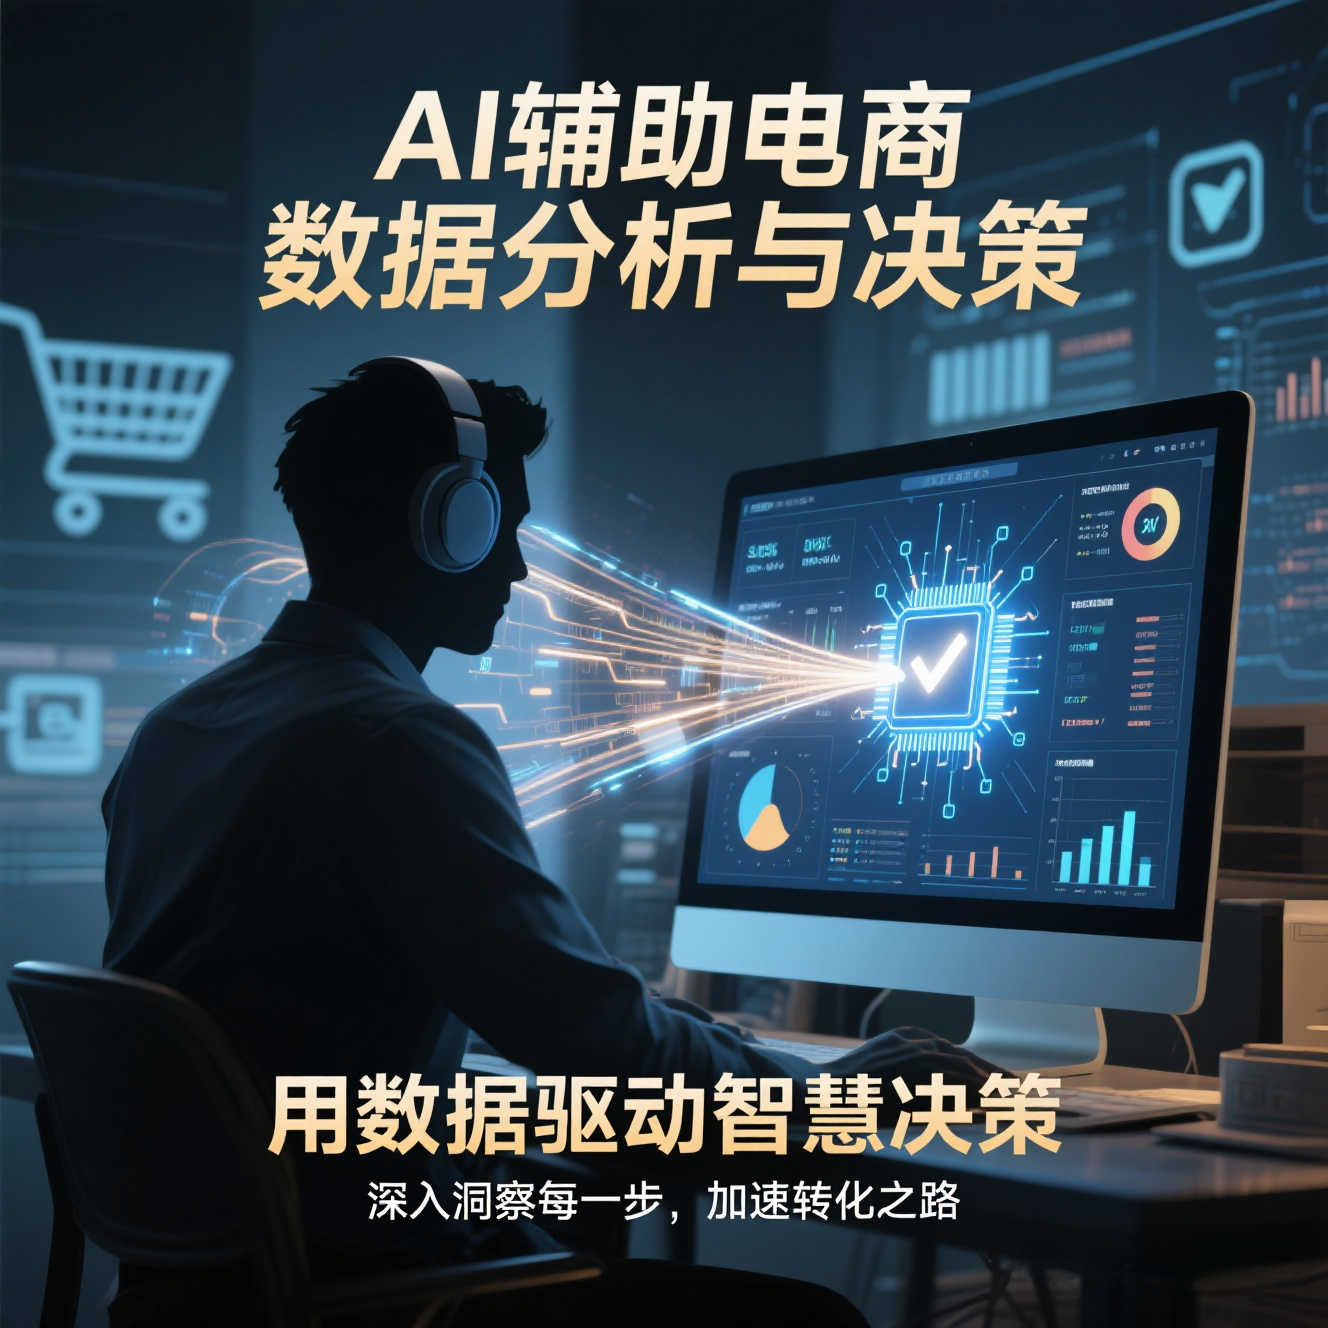 AI辅助电商
数据分析与决策
用数据驱动智慧决策
深入洞察每一步，加速转化之路